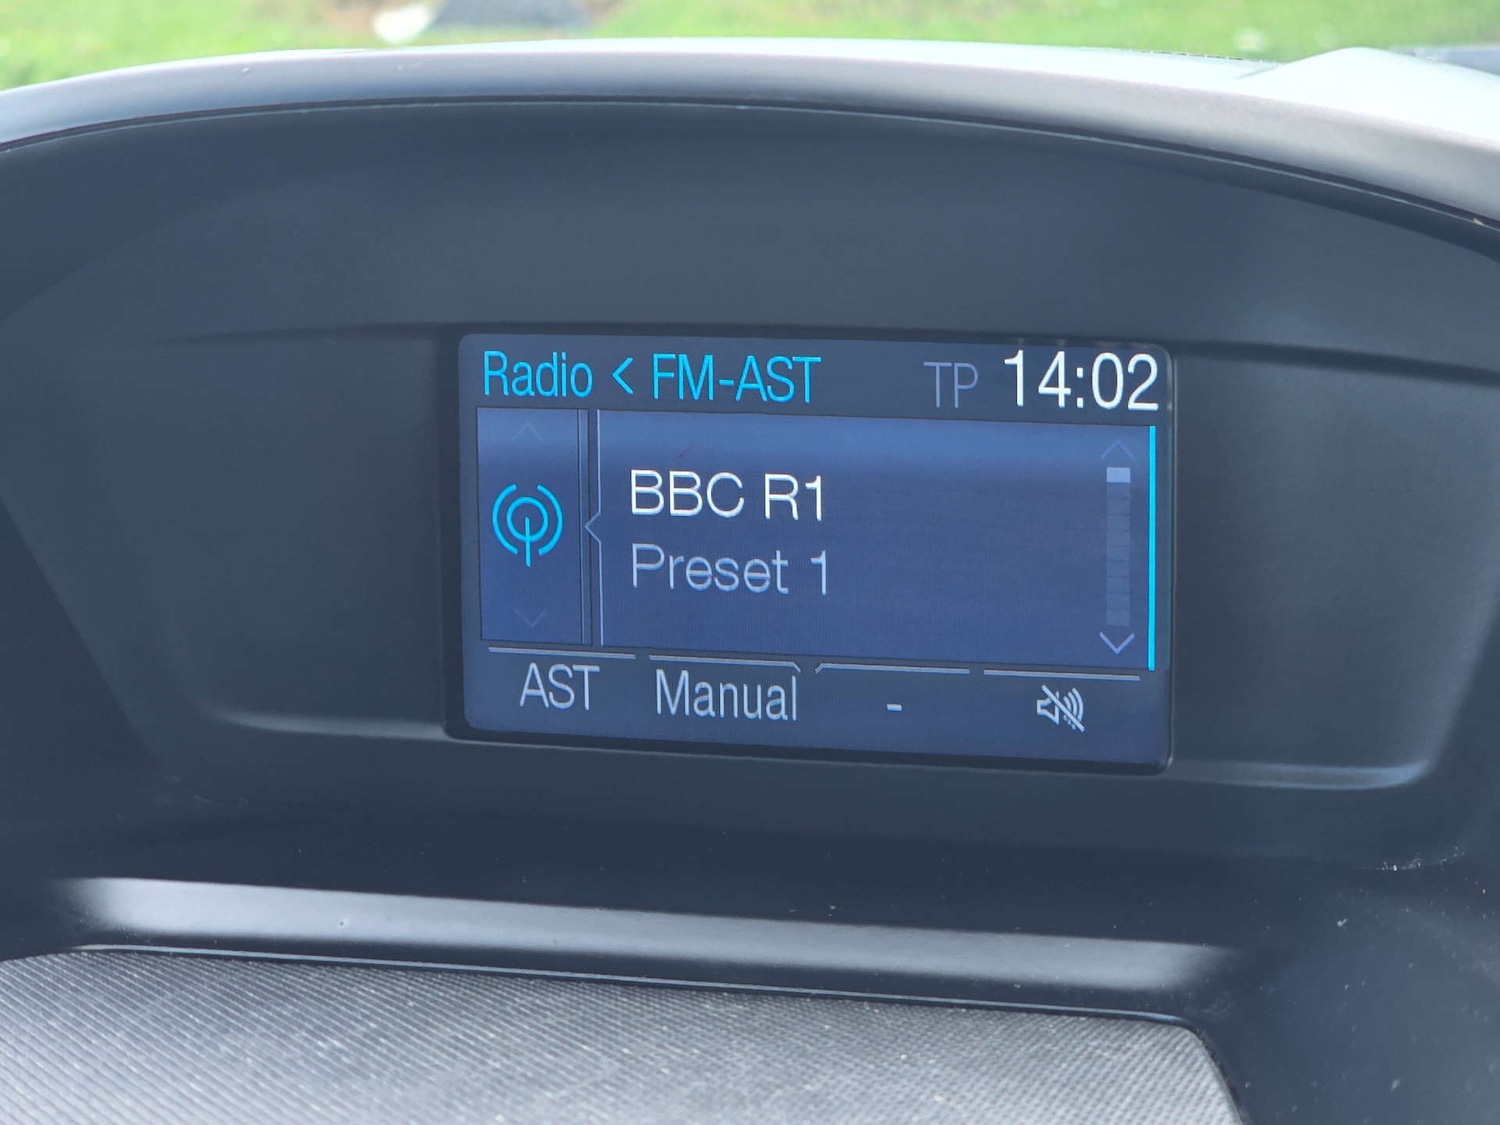 Radio < FM-AST TP 14:02
BBC R1
Preset 1
AST Manual -